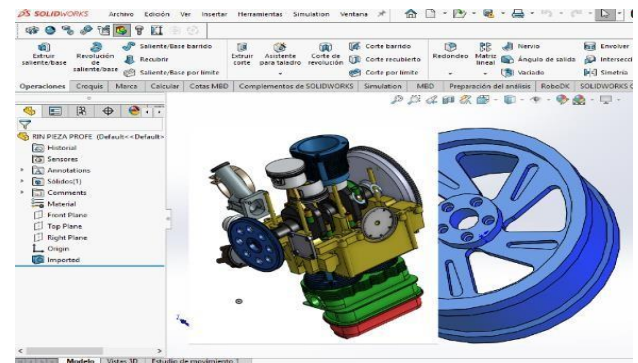 SOLIDWORKS Archivo Edición Ver Insertar Herramientas Simulation Ventana
Extruir saliente/base
Revolución de saliente/base
Saliente/Base barrido
Recubrir
Saliente/Base por límite
Extruir corte
Asistente para taladro
Corte de revolución
Corte barrido
Corte recubierto
Corte por límite
Redondeo
Matriz lineal
Nervio
Ángulo de salida
Vaciado
Envolver
Intersecci
Simetría
Operaciones Croquis Marca Calcular Cotas MBD Complementos de SOLIDWORKS Simulation MBD Preparación del análisis RoboDK SOLIDWORKS C
RIN PIEZA PROFE (Default<<Default>
Historial
Sensores
Annotations
Sólidos(1)
Comments
Material
Front Plane
Top Plane
Right Plane
Origin
Imported
Modelo Vistas 3D Estudio de movimiento 1